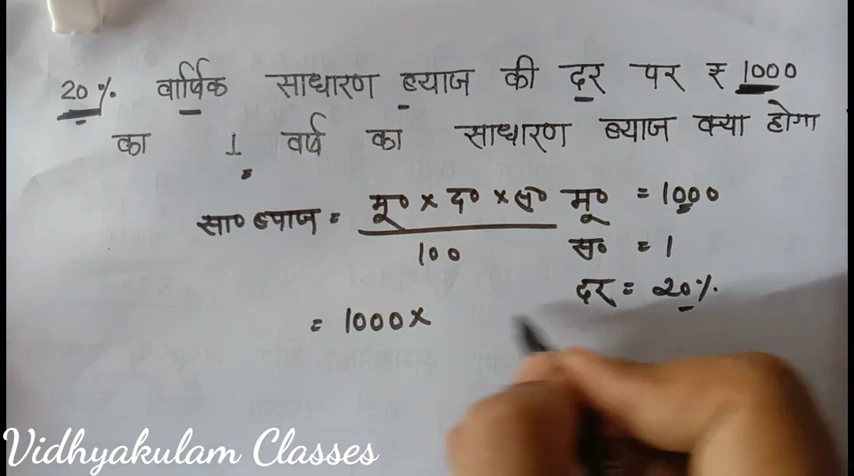 20% वार्षिक साधारण ब्याज की दर पर ₹ 1000
का 1 वर्ष का साधारण ब्याज क्या होगा
सा० ब्याज = मू० × द० × स०
100
मू० = 1000
स० = 1
दर = 20%
= 1000×
Vidhyakulam Classes